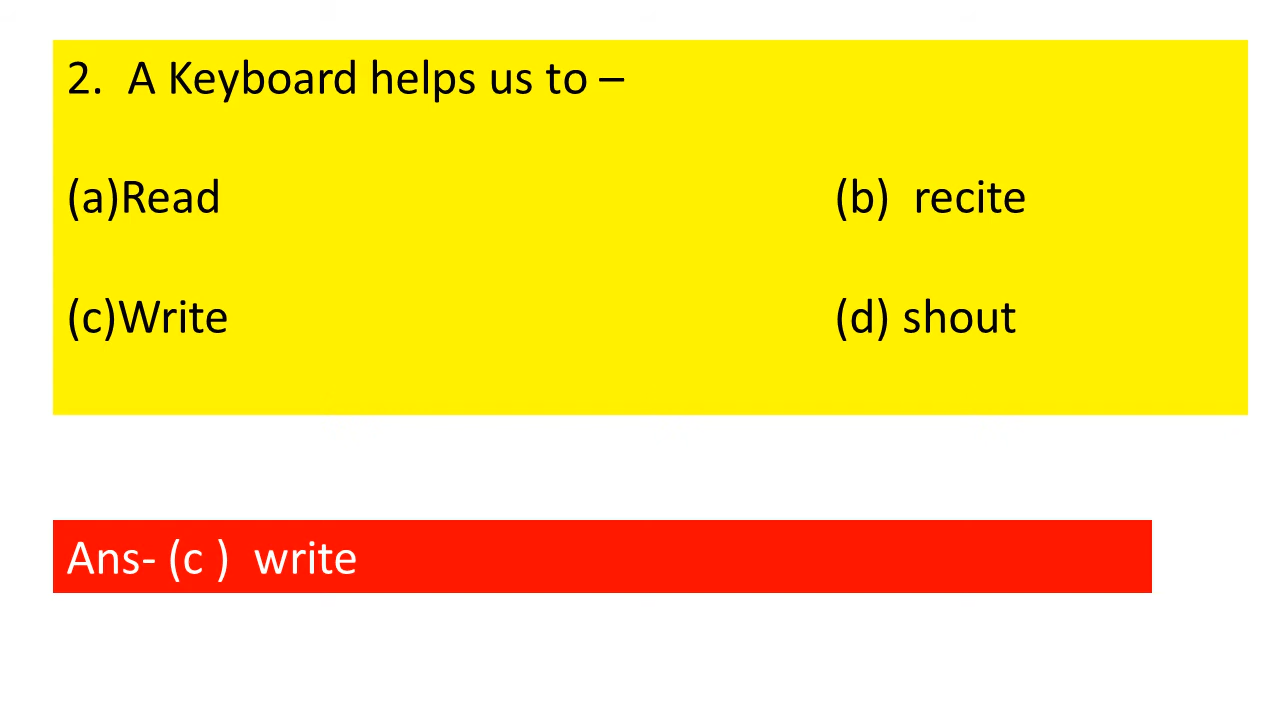 2. A Keyboard helps us to –
(a)Read (b) recite
(c)Write (d) shout
Ans- (c ) write